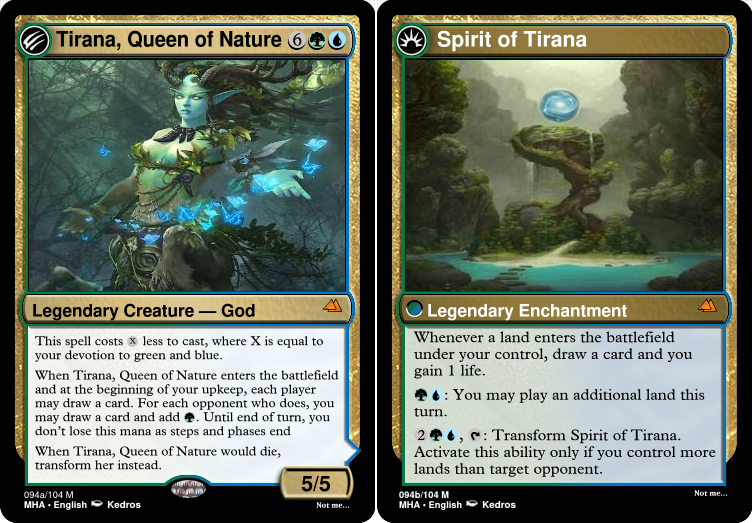 Tirana, Queen of Nature 6
Legendary Creature — God
This spell costs X less to cast, where X is equal to
your devotion to green and blue.
When Tirana, Queen of Nature enters the battlefield
and at the beginning of your upkeep, each player
may draw a card. For each opponent who does, you
may draw a card and add . Until end of turn, you
don't lose this mana as steps and phases end
When Tirana, Queen of Nature would die,
transform her instead.
5/5
094a/104 M
MHA • English Kedros
Not me...
Spirit of Tirana
Legendary Enchantment
Whenever a land enters the battlefield
under your control, draw a card and you
gain 1 life.
: You may play an additional land this
turn.
2 , : Transform Spirit of Tirana.
Activate this ability only if you control more
lands than target opponent.
094b/104 M
MHA • English Kedros
Not me...